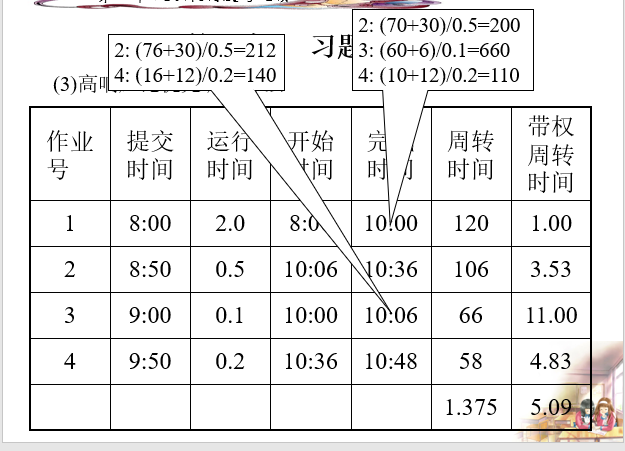 2: (70+30)/0.5=200
3: (60+6)/0.1=660
4: (10+12)/0.2=110
2: (76+30)/0.5=212
4: (16+12)/0.2=140
习题
(3)高响
作业号 提交时间 运行时间 开始时间 完 时间 周转时间 带权周转时间
1 8:00 2.0 8:0 10:00 120 1.00
2 8:50 0.5 10:06 10:36 106 3.53
3 9:00 0.1 10:00 10:06 66 11.00
4 9:50 0.2 10:36 10:48 58 4.83
1.375 5.09